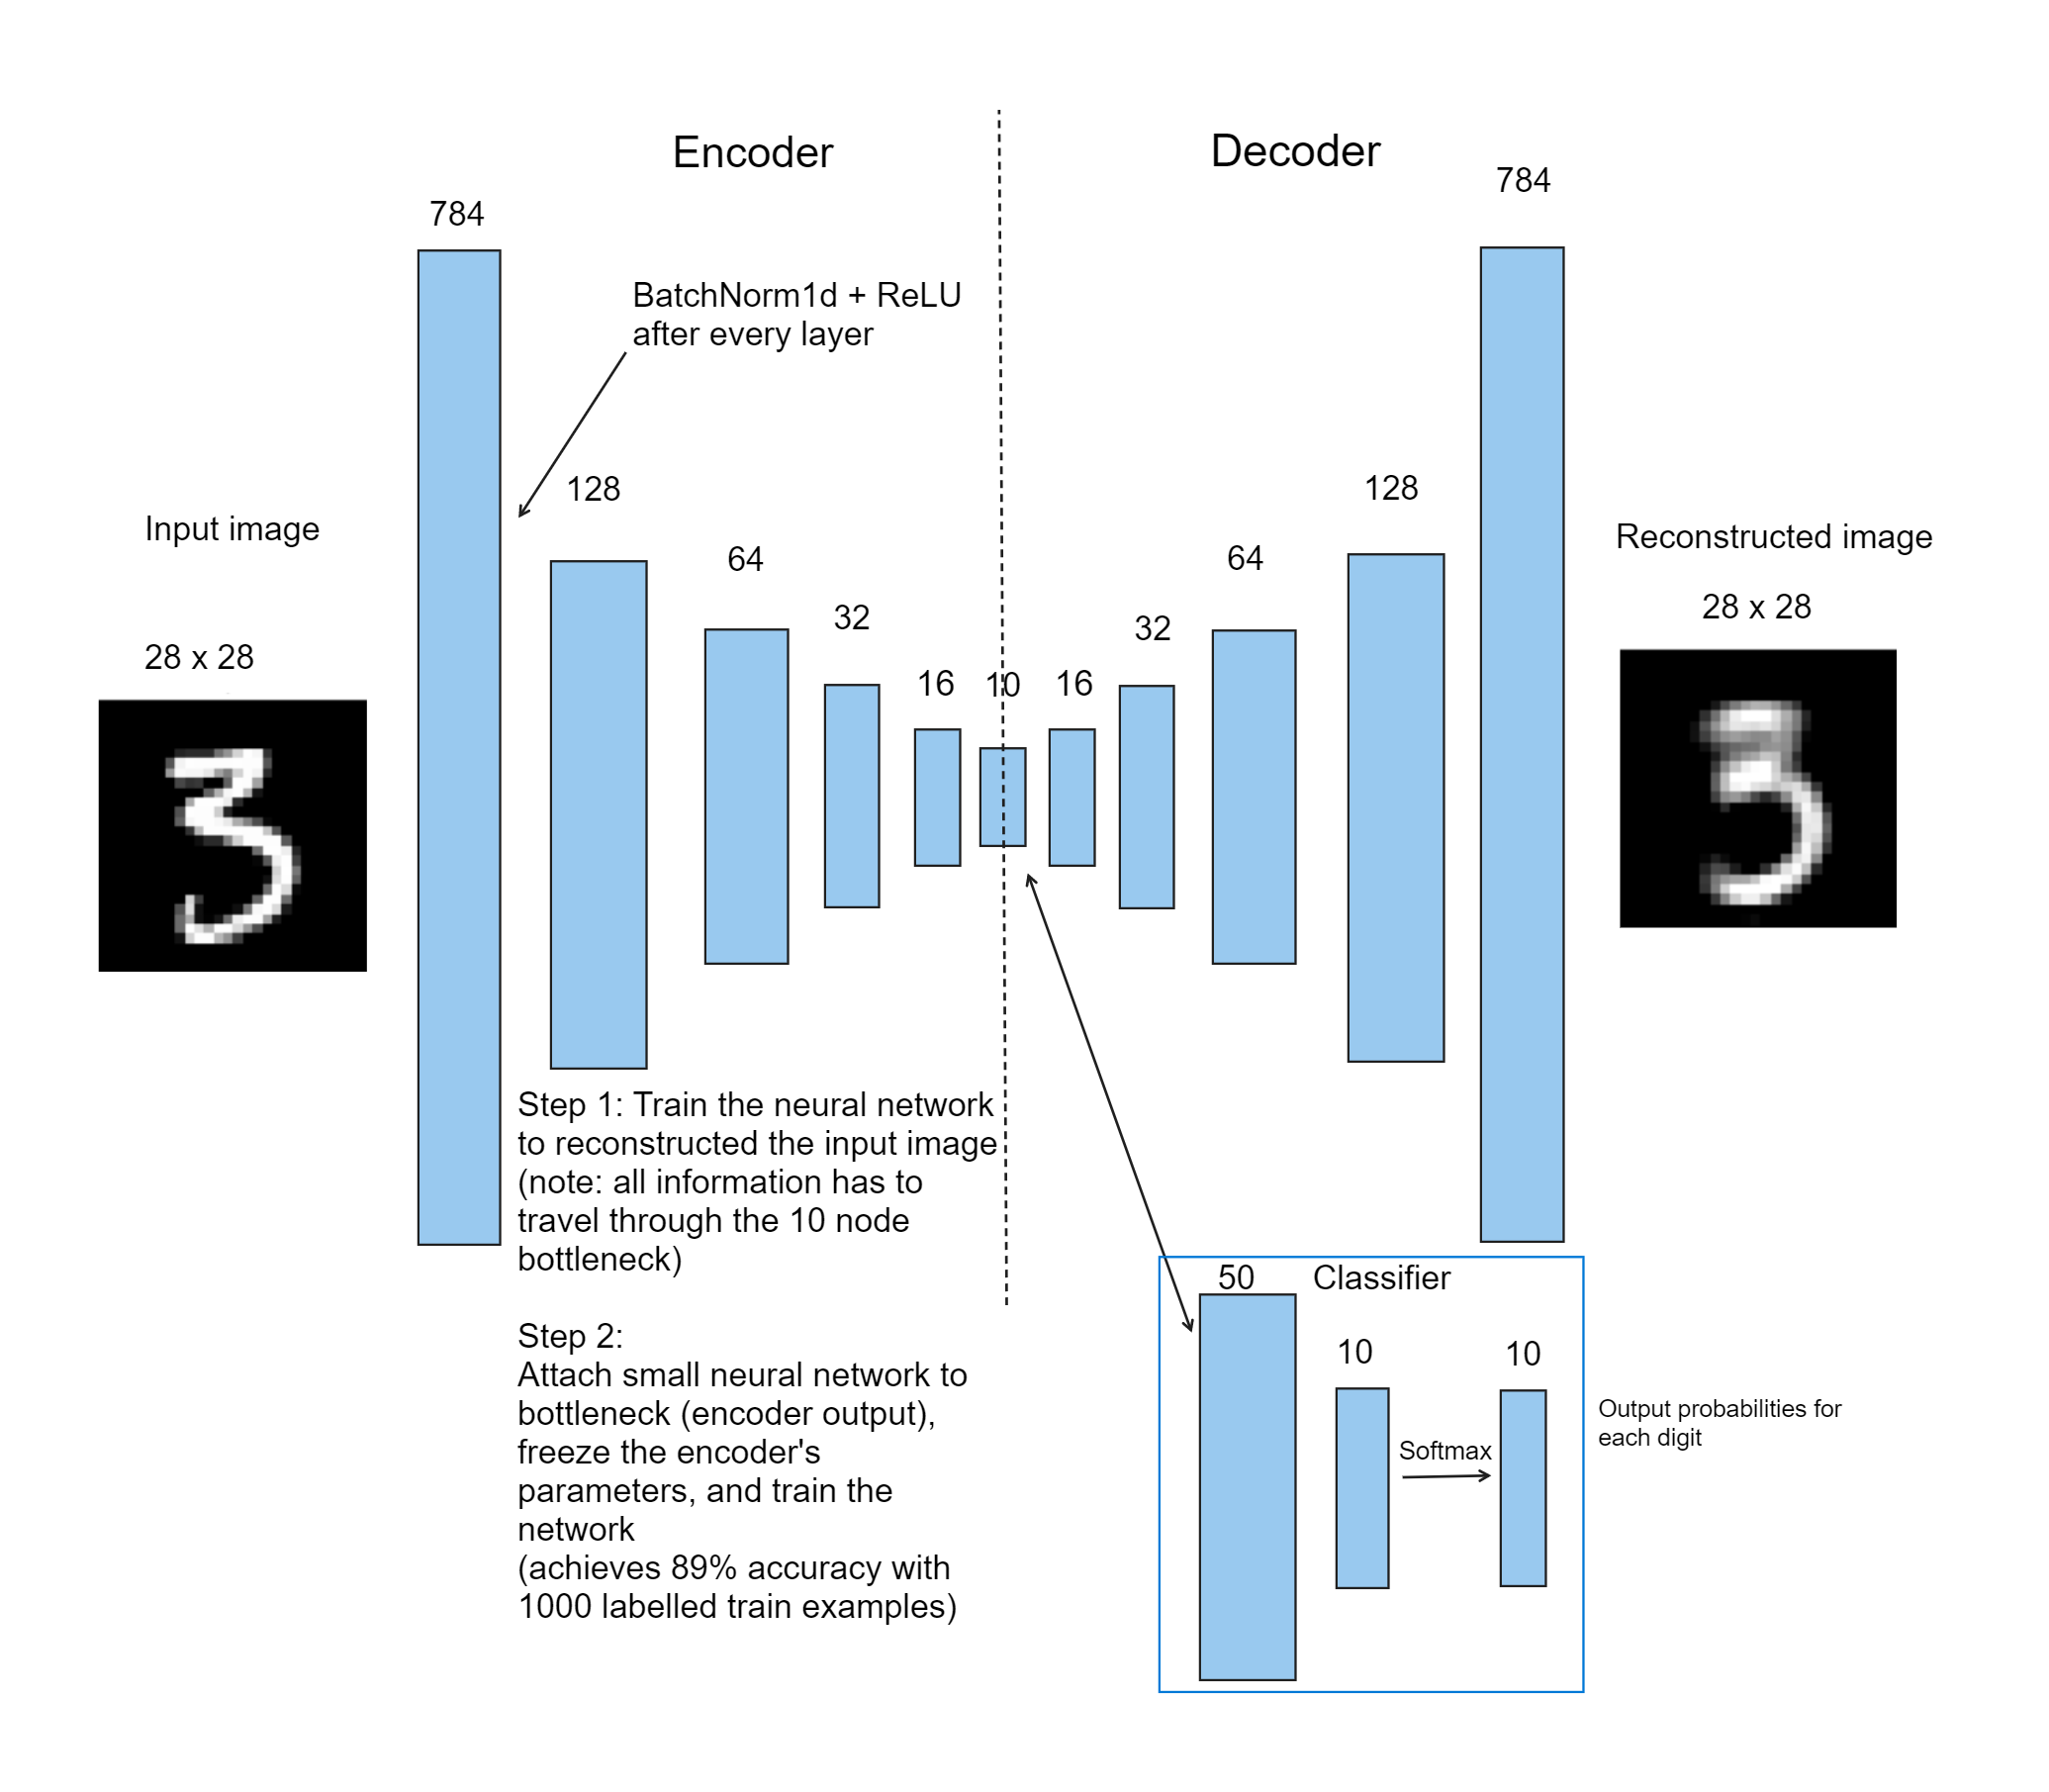 Encoder
Decoder
784
784
BatchNorm1d + ReLU
after every layer
128
128
Input image
Reconstructed image
64
64
28 x 28
32
32
28 x 28
16
10
16
Step 1: Train the neural network
to reconstructed the input image
(note: all information has to
travel through the 10 node
bottleneck)
Step 2:
Attach small neural network to
bottleneck (encoder output),
freeze the encoder's
parameters, and train the
network
(achieves 89% accuracy with
1000 labelled train examples)
50
Classifier
10
10
Softmax
Output probabilities for
each digit